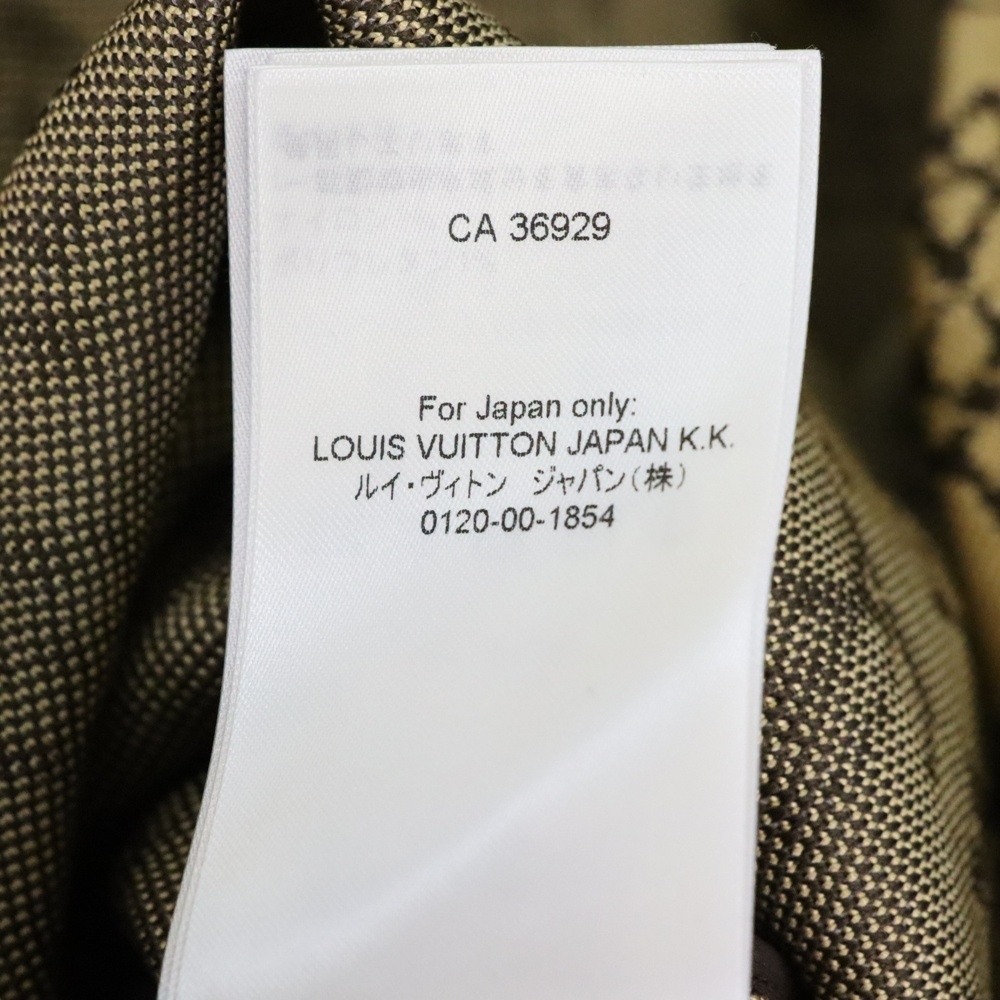 CA 36929
For Japan only:
LOUIS VUITTON JAPAN K.K.
ルイ・ヴィトン ジャパン(株)
0120-00-1854